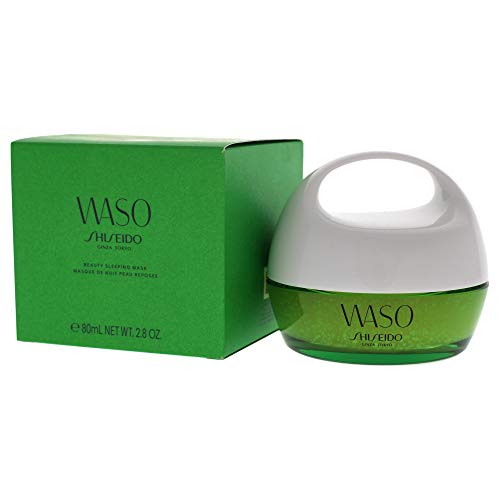 WASO
SHISEIDO
GINZA TOKYO
BEAUTY SLEEPING MASK
MASQUE DE NUIT PEAU REPOSÉE
℮ 80mL NET WT. 2.8 OZ.
WASO
SHISEIDO
GINZA TOKYO